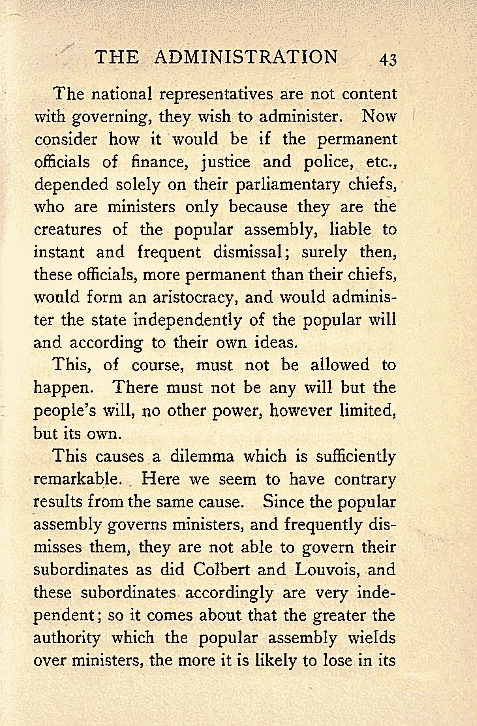 THE ADMINISTRATION 43
The national representatives are not content
with governing, they wish to administer. Now
consider how it would be if the permanent
officials of finance, justice and police, etc.,
depended solely on their parliamentary chiefs,
who are ministers only because they are the
creatures of the popular assembly, liable to
instant and frequent dismissal; surely then,
these officials, more permanent than their chiefs,
would form an aristocracy, and would adminis-
ter the state independently of the popular will
and according to their own ideas.
This, of course, must not be allowed to
happen. There must not be any will but the
people's will, no other power, however limited,
but its own.
This causes a dilemma which is sufficiently
remarkable. Here we seem to have contrary
results from the same cause. Since the popular
assembly governs ministers, and frequently dis-
misses them, they are not able to govern their
subordinates as did Colbert and Louvois, and
these subordinates accordingly are very inde-
pendent; so it comes about that the greater the
authority which the popular assembly wields
over ministers, the more it is likely to lose in its